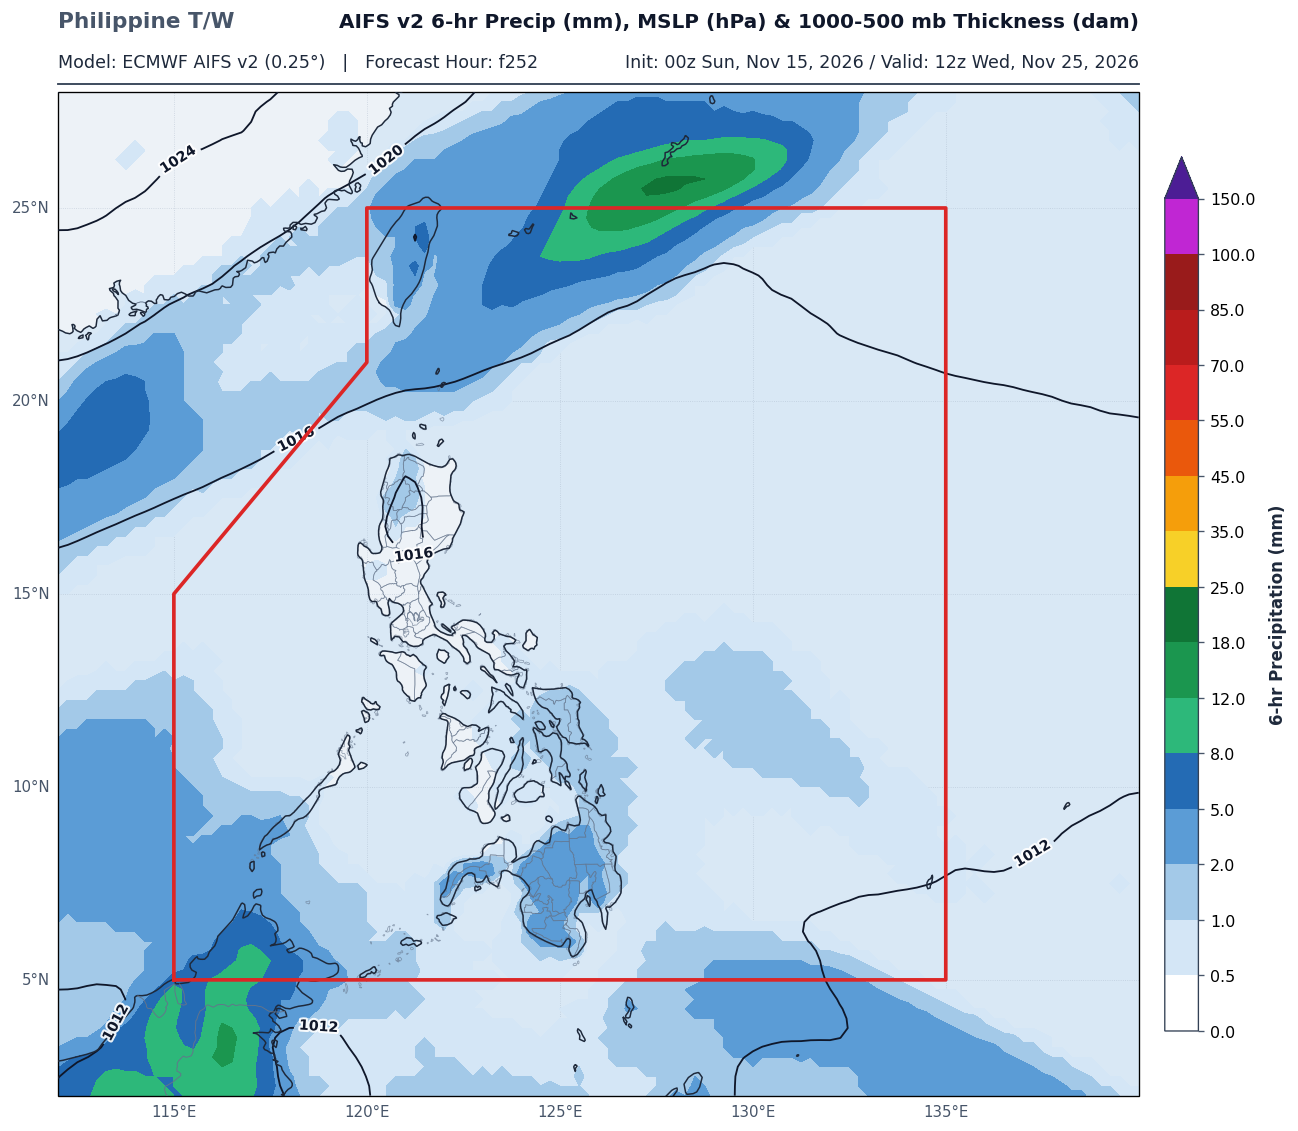 Philippine T/W
AIFS v2 6-hr Precip (mm), MSLP (hPa) & 1000-500 mb Thickness (dam)
Model: ECMWF AIFS v2 (0.25°) | Forecast Hour: f252
Init: 00z Sun, Nov 15, 2026 / Valid: 12z Wed, Nov 25, 2026
1024
1020
1016
1016
1012
1012
1012
25°N
20°N
15°N
10°N
5°N
115°E
120°E
125°E
130°E
135°E
150.0
100.0
85.0
70.0
55.0
45.0
35.0
25.0
18.0
12.0
8.0
5.0
2.0
1.0
0.5
0.0
6-hr Precipitation (mm)